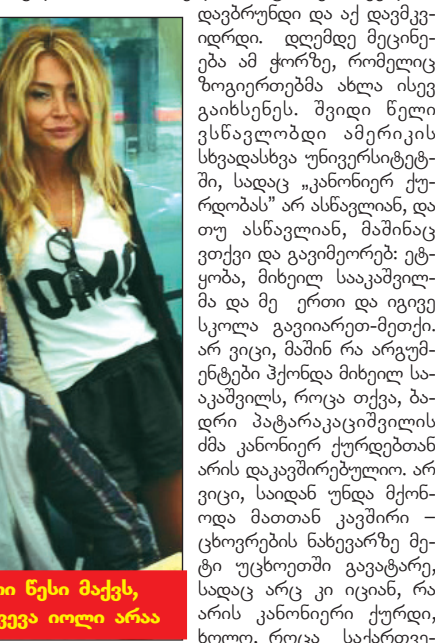 დავბრუნდი და აქ დავმკვ-
იდრდი. დღემდე მეცინე-
ება ამ ჭორზე, რომელიც
ზოგიერთებმა ახლა ისევ
გაიხსენეს. შვიდი წელი
ვსწავლობდი ამერიკის
სხვადასხვა უნივერსიტეტ-
ში, სადაც „კანონიერ ქუ-
რდობას” არ ასწავლიან, და
თუ ასწავლიან, მაშინაც
ვთქვი და გავიმეორებ: ეტ-
ყობა, მიხეილ სააკაშვილ-
მა და მე ერთი და იგივე
სკოლა გავიიარეთ-მეთქი.
არ ვიცი, მაშინ რა არგუმ-
ენტები ჰქონდა მიხეილ სა-
აკაშვილს, როცა თქვა, ბა-
დრი პატარაკაციშვილის
ძმა კანონიერ ქურდებთან
არის დაკავშირებულიო. არ
ვიცი, საიდან უნდა მქონ-
ოდა მათთან კავშირი –
ცხოვრების ნახევარზე მე-
ტი უცხოეთში გავატარე,
სადაც არც კი იციან, რა
არის კანონიერი ქურდი,
ხოლო, როცა საქართვე-
OMG
წესი მაქვს,
იოლი არაა